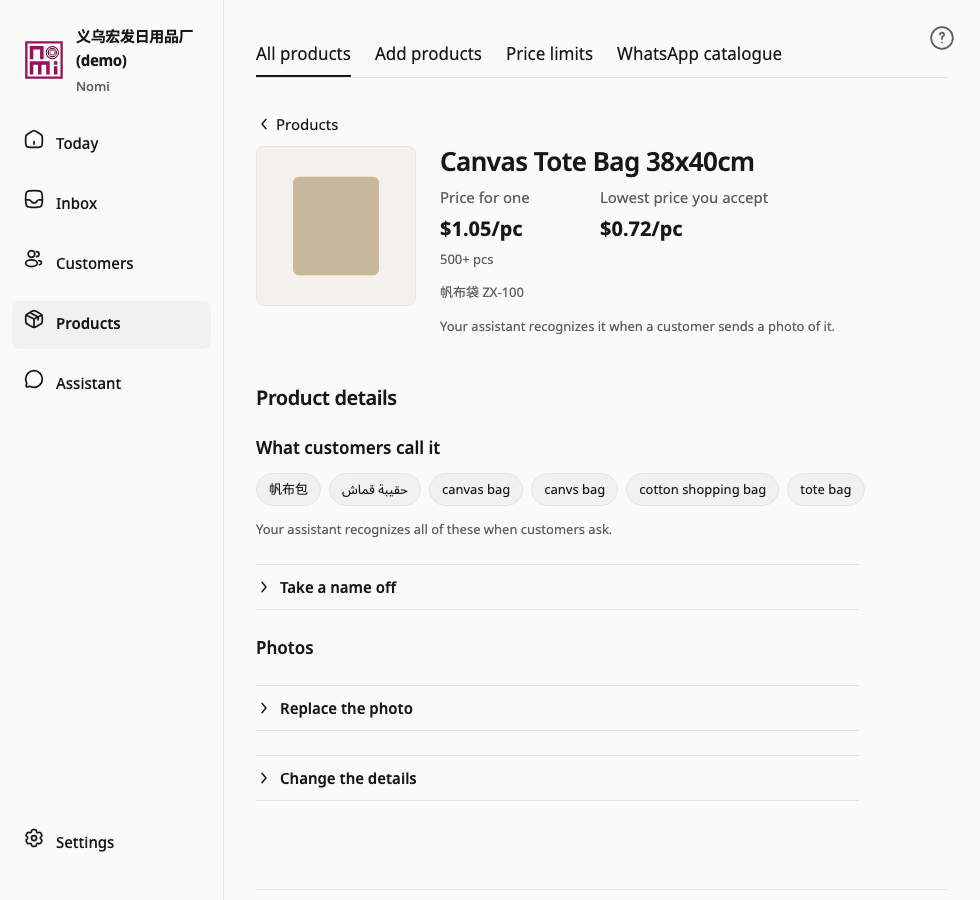 nomi
义乌宏发日用品厂
(demo)
Nomi
Today
Inbox
Customers
Products
Assistant
Settings
All products
Add products
Price limits
WhatsApp catalogue
?
Products
Canvas Tote Bag 38x40cm
Price for one
Lowest price you accept
$1.05/pc
$0.72/pc
500+ pcs
帆布袋 ZX-100
Your assistant recognizes it when a customer sends a photo of it.
Product details
What customers call it
帆布包
حقيبة قماش
canvas bag
canvs bag
cotton shopping bag
tote bag
Your assistant recognizes all of these when customers ask.
Take a name off
Photos
Replace the photo
Change the details